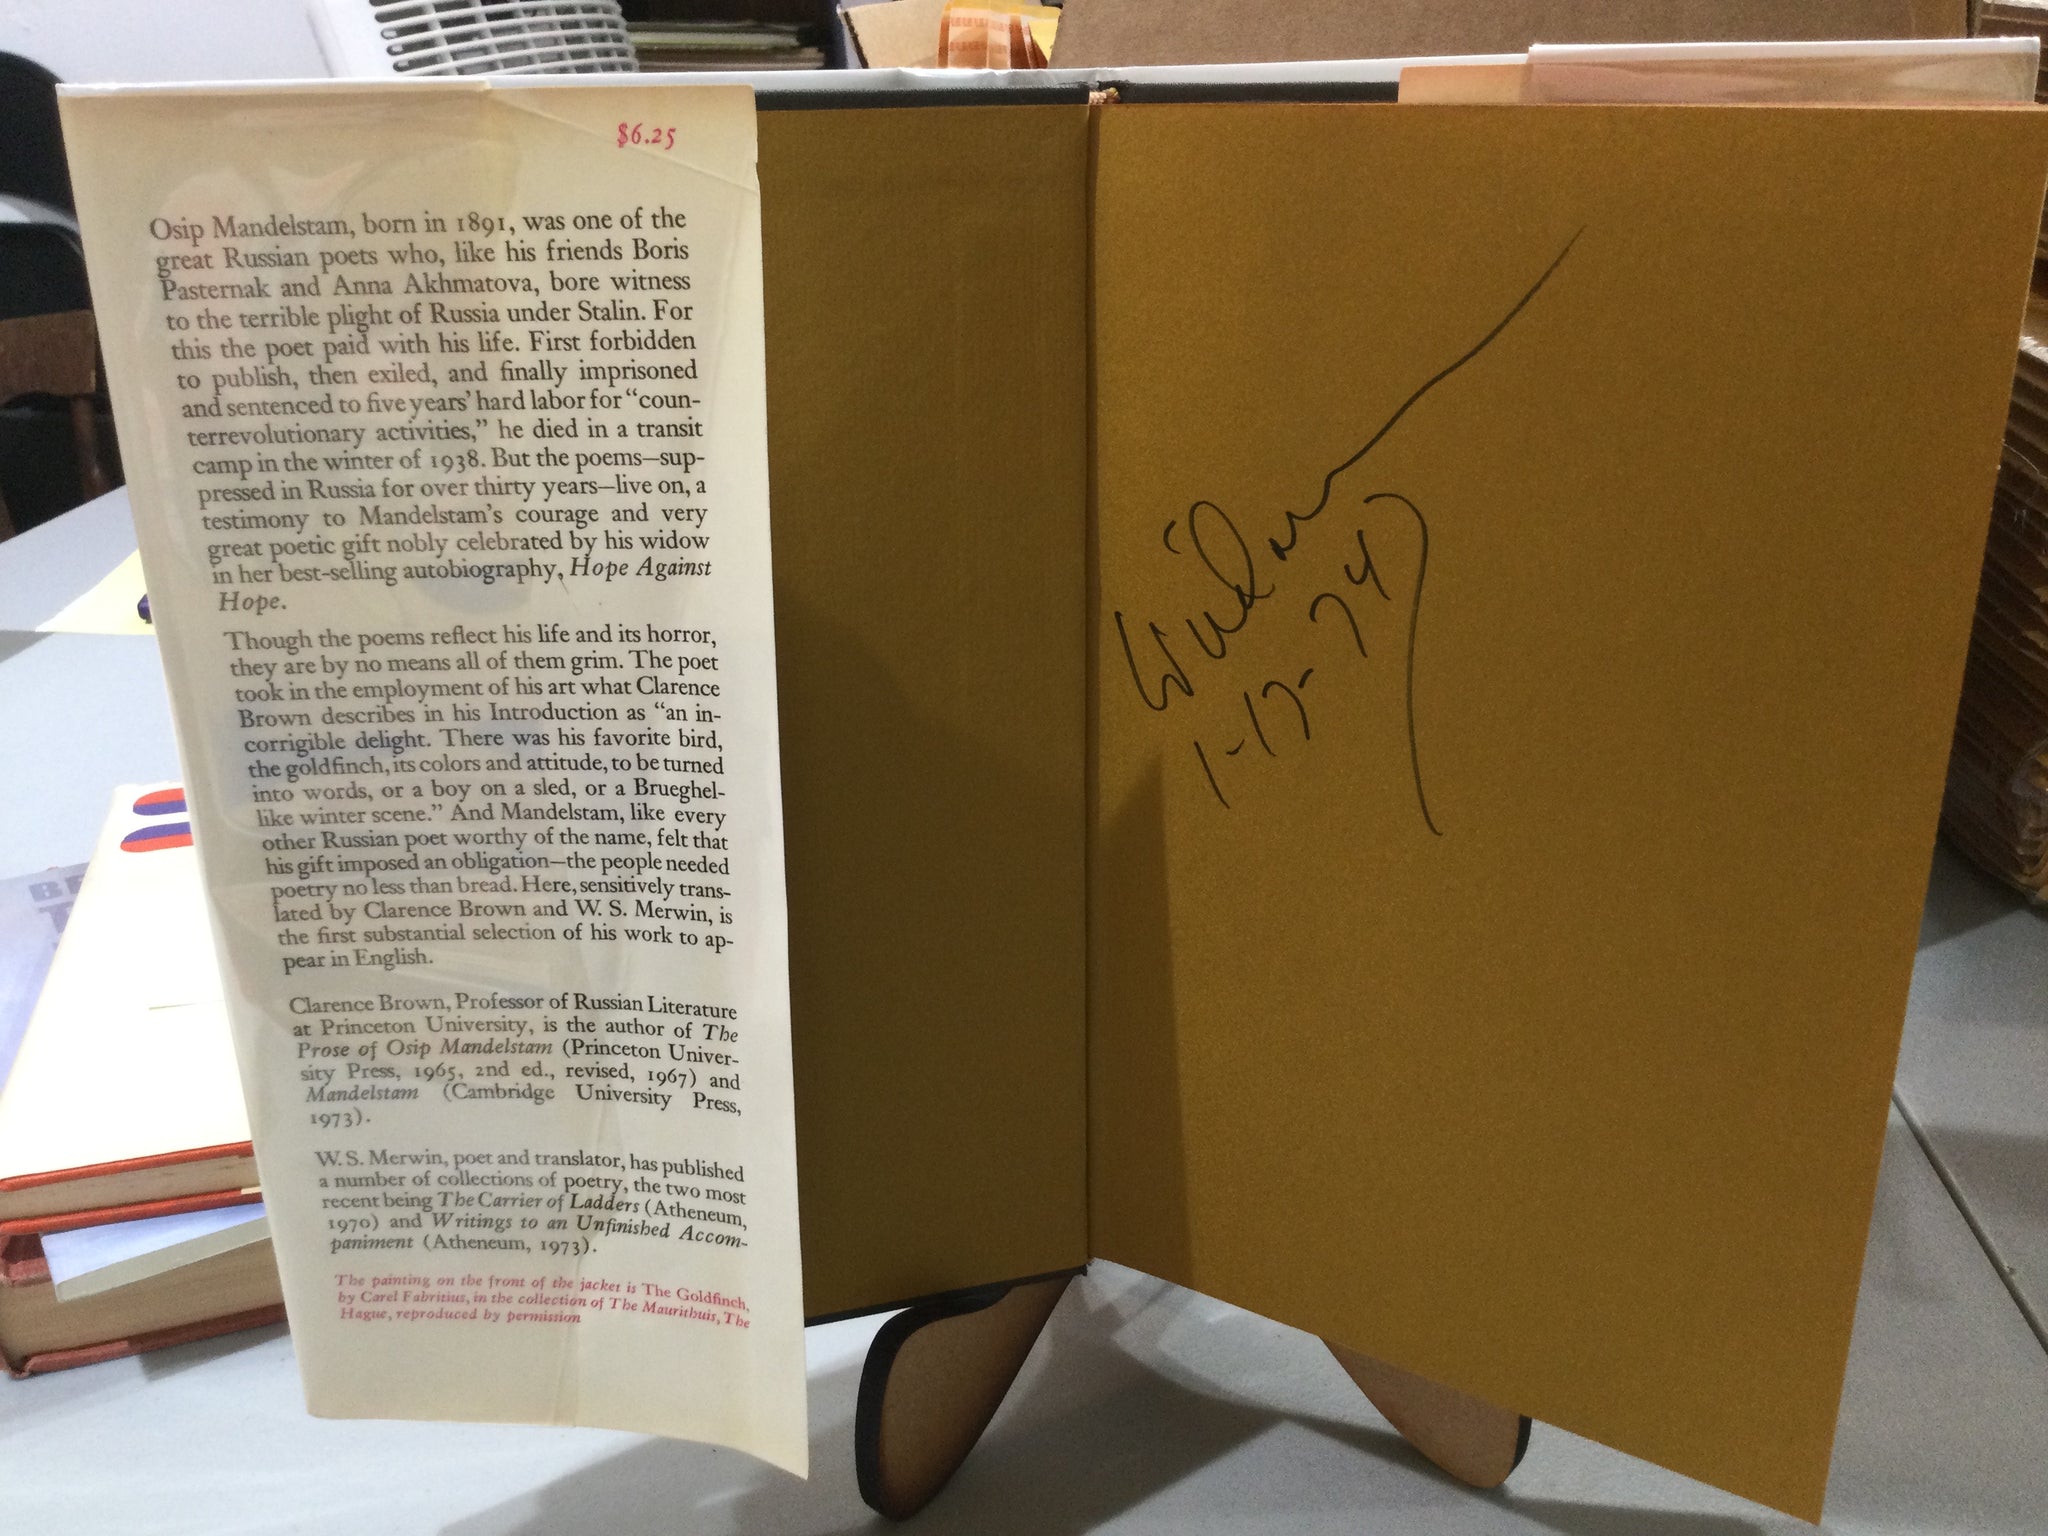 $6.25
Osip Mandelstam, born in 1891, was one of the
great Russian poets who, like his friends Boris
Pasternak and Anna Akhmatova, bore witness
to the terrible plight of Russia under Stalin. For
this the poet paid with his life. First forbidden
to publish, then exiled, and finally imprisoned
and sentenced to five years' hard labor for “coun-
terrevolutionary activities,” he died in a transit
camp in the winter of 1938. But the poems—sup-
pressed in Russia for over thirty years—live on, a
testimony to Mandelstam's courage and very
great poetic gift nobly celebrated by his widow
in her best-selling autobiography, Hope Against
Hope.
Though the poems reflect his life and its horror,
they are by no means all of them grim. The poet
took in the employment of his art what Clarence
Brown describes in his Introduction as “an in-
corrigible delight. There was his favorite bird,
the goldfinch, its colors and attitude, to be turned
into words, or a boy on a sled, or a Brueghel-
like winter scene.” And Mandelstam, like every
other Russian poet worthy of the name, felt that
his gift imposed an obligation—the people needed
poetry no less than bread. Here, sensitively trans-
lated by Clarence Brown and W. S. Merwin, is
the first substantial selection of his work to ap-
pear in English.
Clarence Brown, Professor of Russian Literature
at Princeton University, is the author of The
Prose of Osip Mandelstam (Princeton Univer-
sity Press, 1965, 2nd ed., revised, 1967) and
Mandelstam (Cambridge University Press,
1973).
W. S. Merwin, poet and translator, has published
a number of collections of poetry, the two most
recent being The Carrier of Ladders (Atheneum,
1970) and Writings to an Unfinished Accom-
paniment (Atheneum, 1973).
The painting on the front of the jacket is The Goldfinch,
by Carel Fabritius, in the collection of The Maurithuis, The
Hague, reproduced by permission
1-17-74